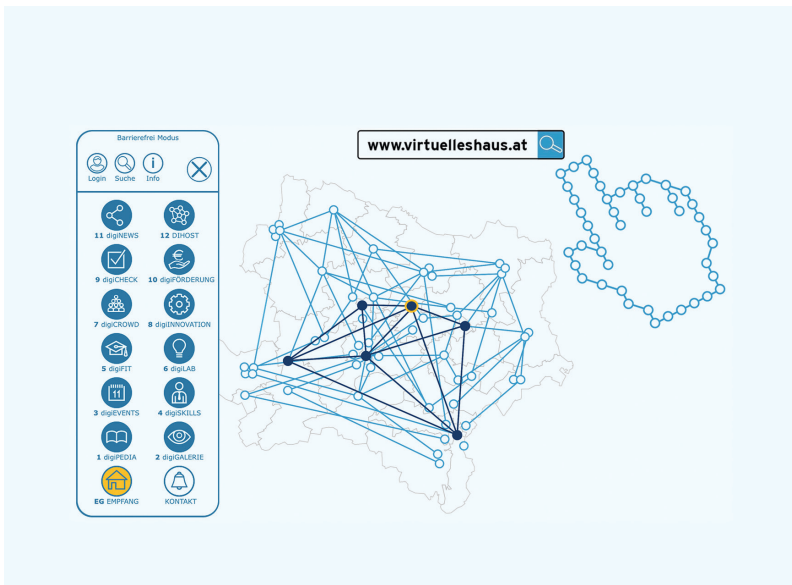 Barrierefrei Modus
www.virtuelleshaus.at
Login Suche Info
11 digiNEWS 12 DIHOST
9 digiCHECK 10 digiFÖRDERUNG
7 digiCROWD 8 digiINNOVATION
5 digiFIT 6 digiLAB
11
3 digiEVENTS 4 digiSKILLS
1 digiPEDIA 2 digiGALERIE
EG EMPFANG KONTAKT